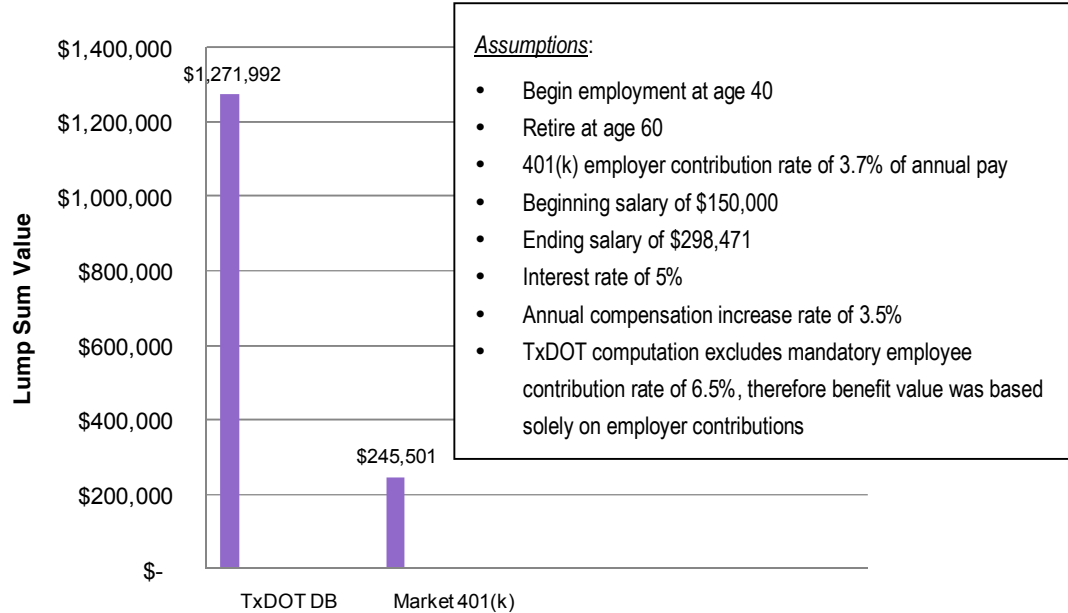 $1,400,000
$1,271,992
$1,200,000
$1,000,000
$800,000
$600,000
$400,000
$245,501
$200,000
$-
Lump Sum Value
TxDOT DB
Market 401(k)
Assumptions:
• Begin employment at age 40
• Retire at age 60
• 401(k) employer contribution rate of 3.7% of annual pay
• Beginning salary of $150,000
• Ending salary of $298,471
• Interest rate of 5%
• Annual compensation increase rate of 3.5%
• TxDOT computation excludes mandatory employee
contribution rate of 6.5%, therefore benefit value was based
solely on employer contributions